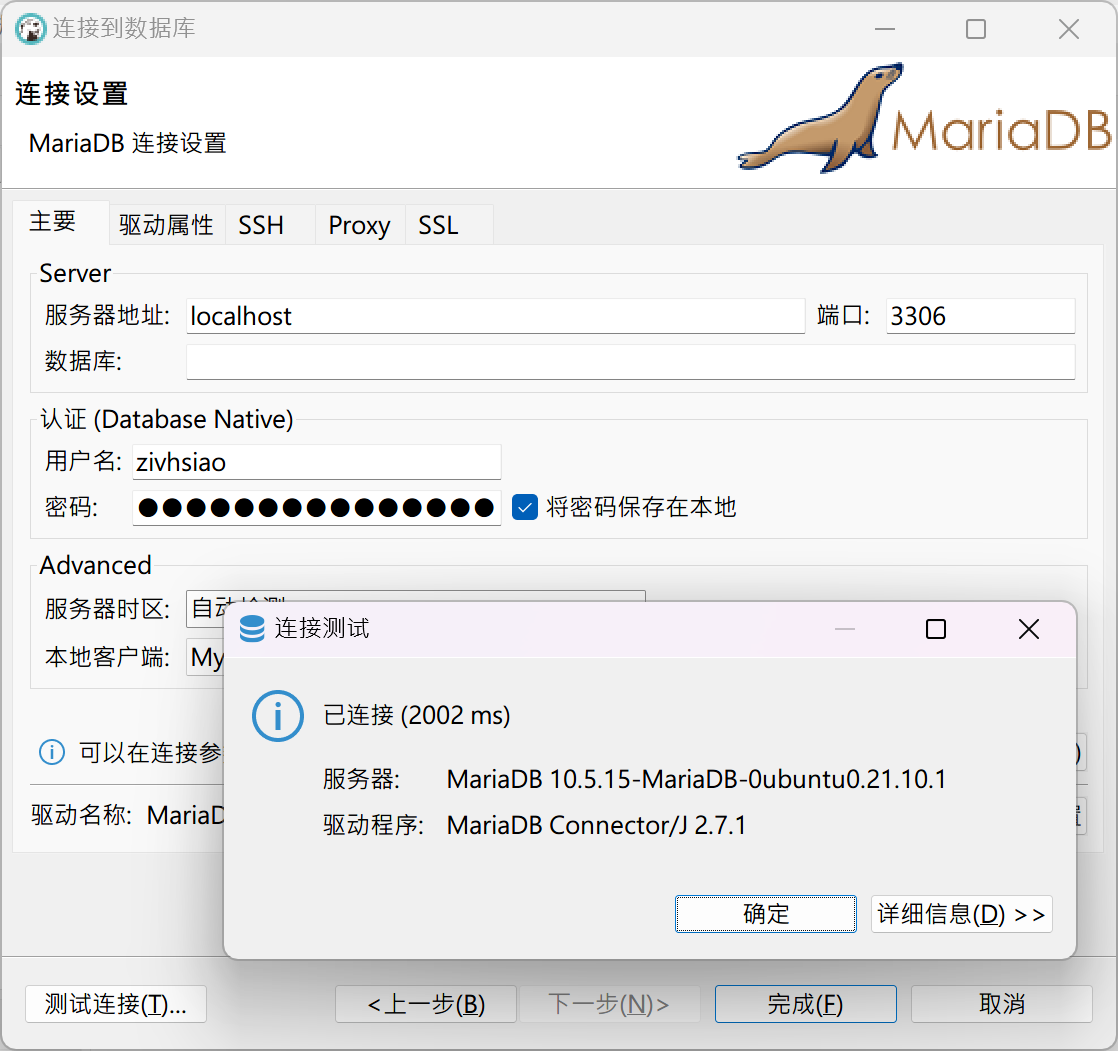 连接到数据库
连接设置
MariaDB 连接设置
MariaDB
主要 驱动属性 SSH Proxy SSL
Server
服务器地址: localhost 端口: 3306
数据库:
认证 (Database Native)
用户名: zivhsiao
密码: ●●●●●●●●●●●●●●● 将密码保存在本地
Advanced
服务器时区: 自动检测
本地客户端: My
连接测试
已连接 (2002 ms)
可以在连接参
服务器: MariaDB 10.5.15-MariaDB-0ubuntu0.21.10.1
驱动名称: MariaD
驱动程序: MariaDB Connector/J 2.7.1
确定 详细信息(D) >>
测试连接(T)... <上一步(B) 下一步(N)> 完成(F) 取消